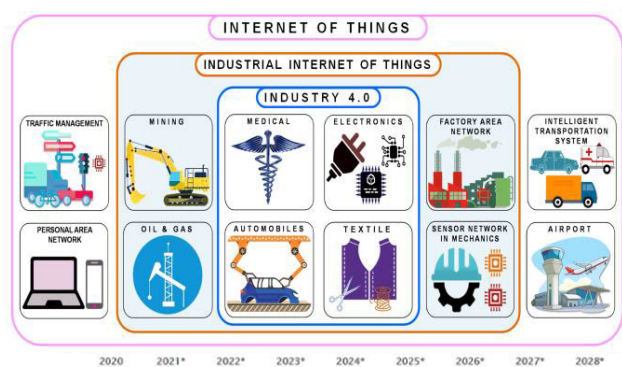 INTERNET OF THINGS
INDUSTRIAL INTERNET OF THINGS
INDUSTRY 4.0
TRAFFIC MANAGEMENT
MINING
MEDICAL
ELECTRONICS
FACTORY AREA
NETWORK
INTELLIGENT
TRANSPORTATION
SYSTEM
PERSONAL AREA
NETWORK
OIL & GAS
AUTOMOBILES
TEXTILE
SENSOR NETWORK
IN MECHANICS
AIRPORT
2020 2021* 2022* 2023* 2024* 2025* 2026* 2027* 2028*